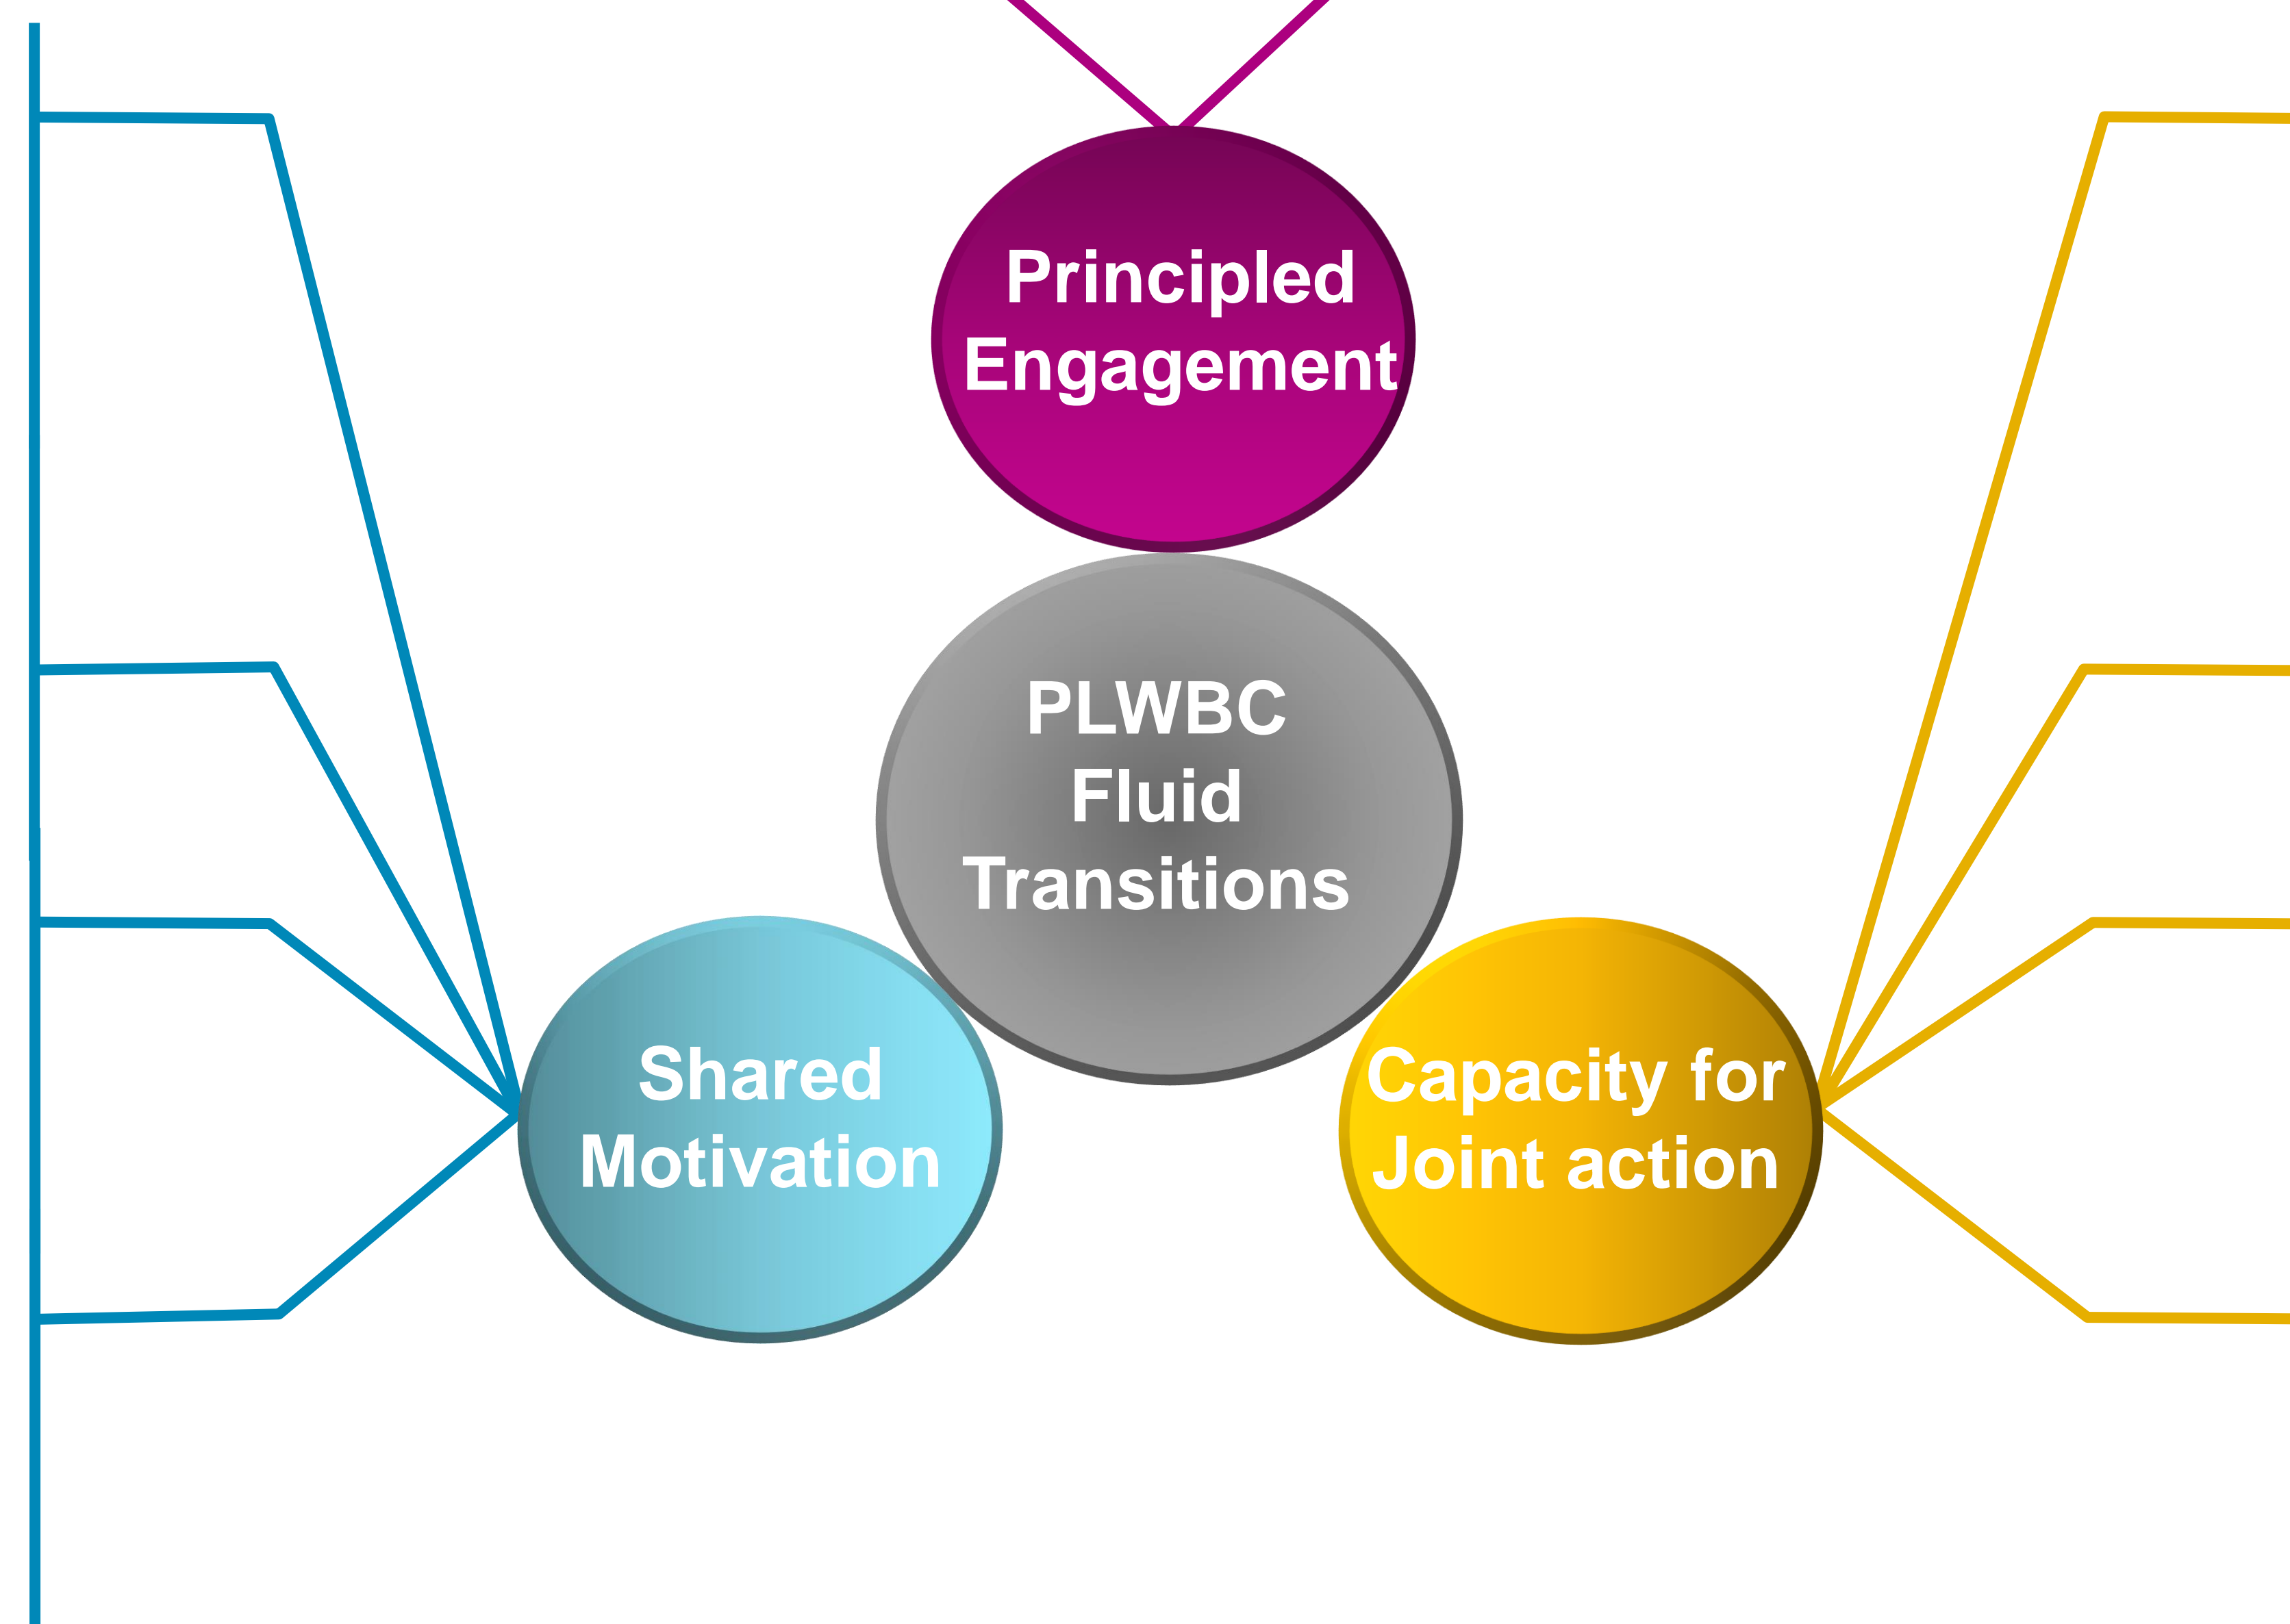 Principled
Engagement
PLWBC
Fluid
Transitions
Shared
Motivation
Capacity for
Joint action